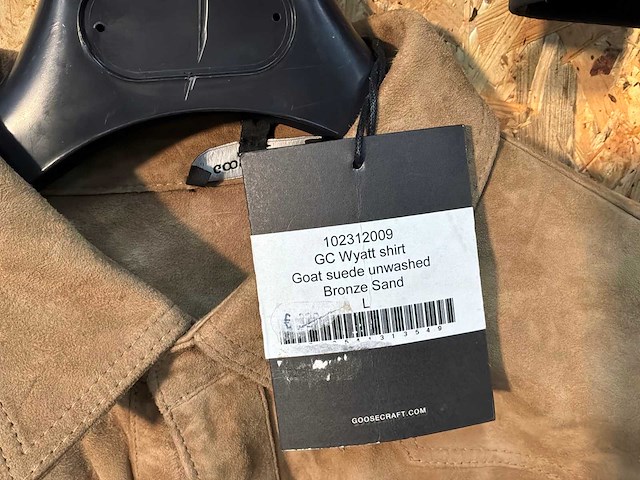 102312009
GC Wyatt shirt
Goat suede unwashed
Bronze Sand
L
GOOSECRAFT.COM